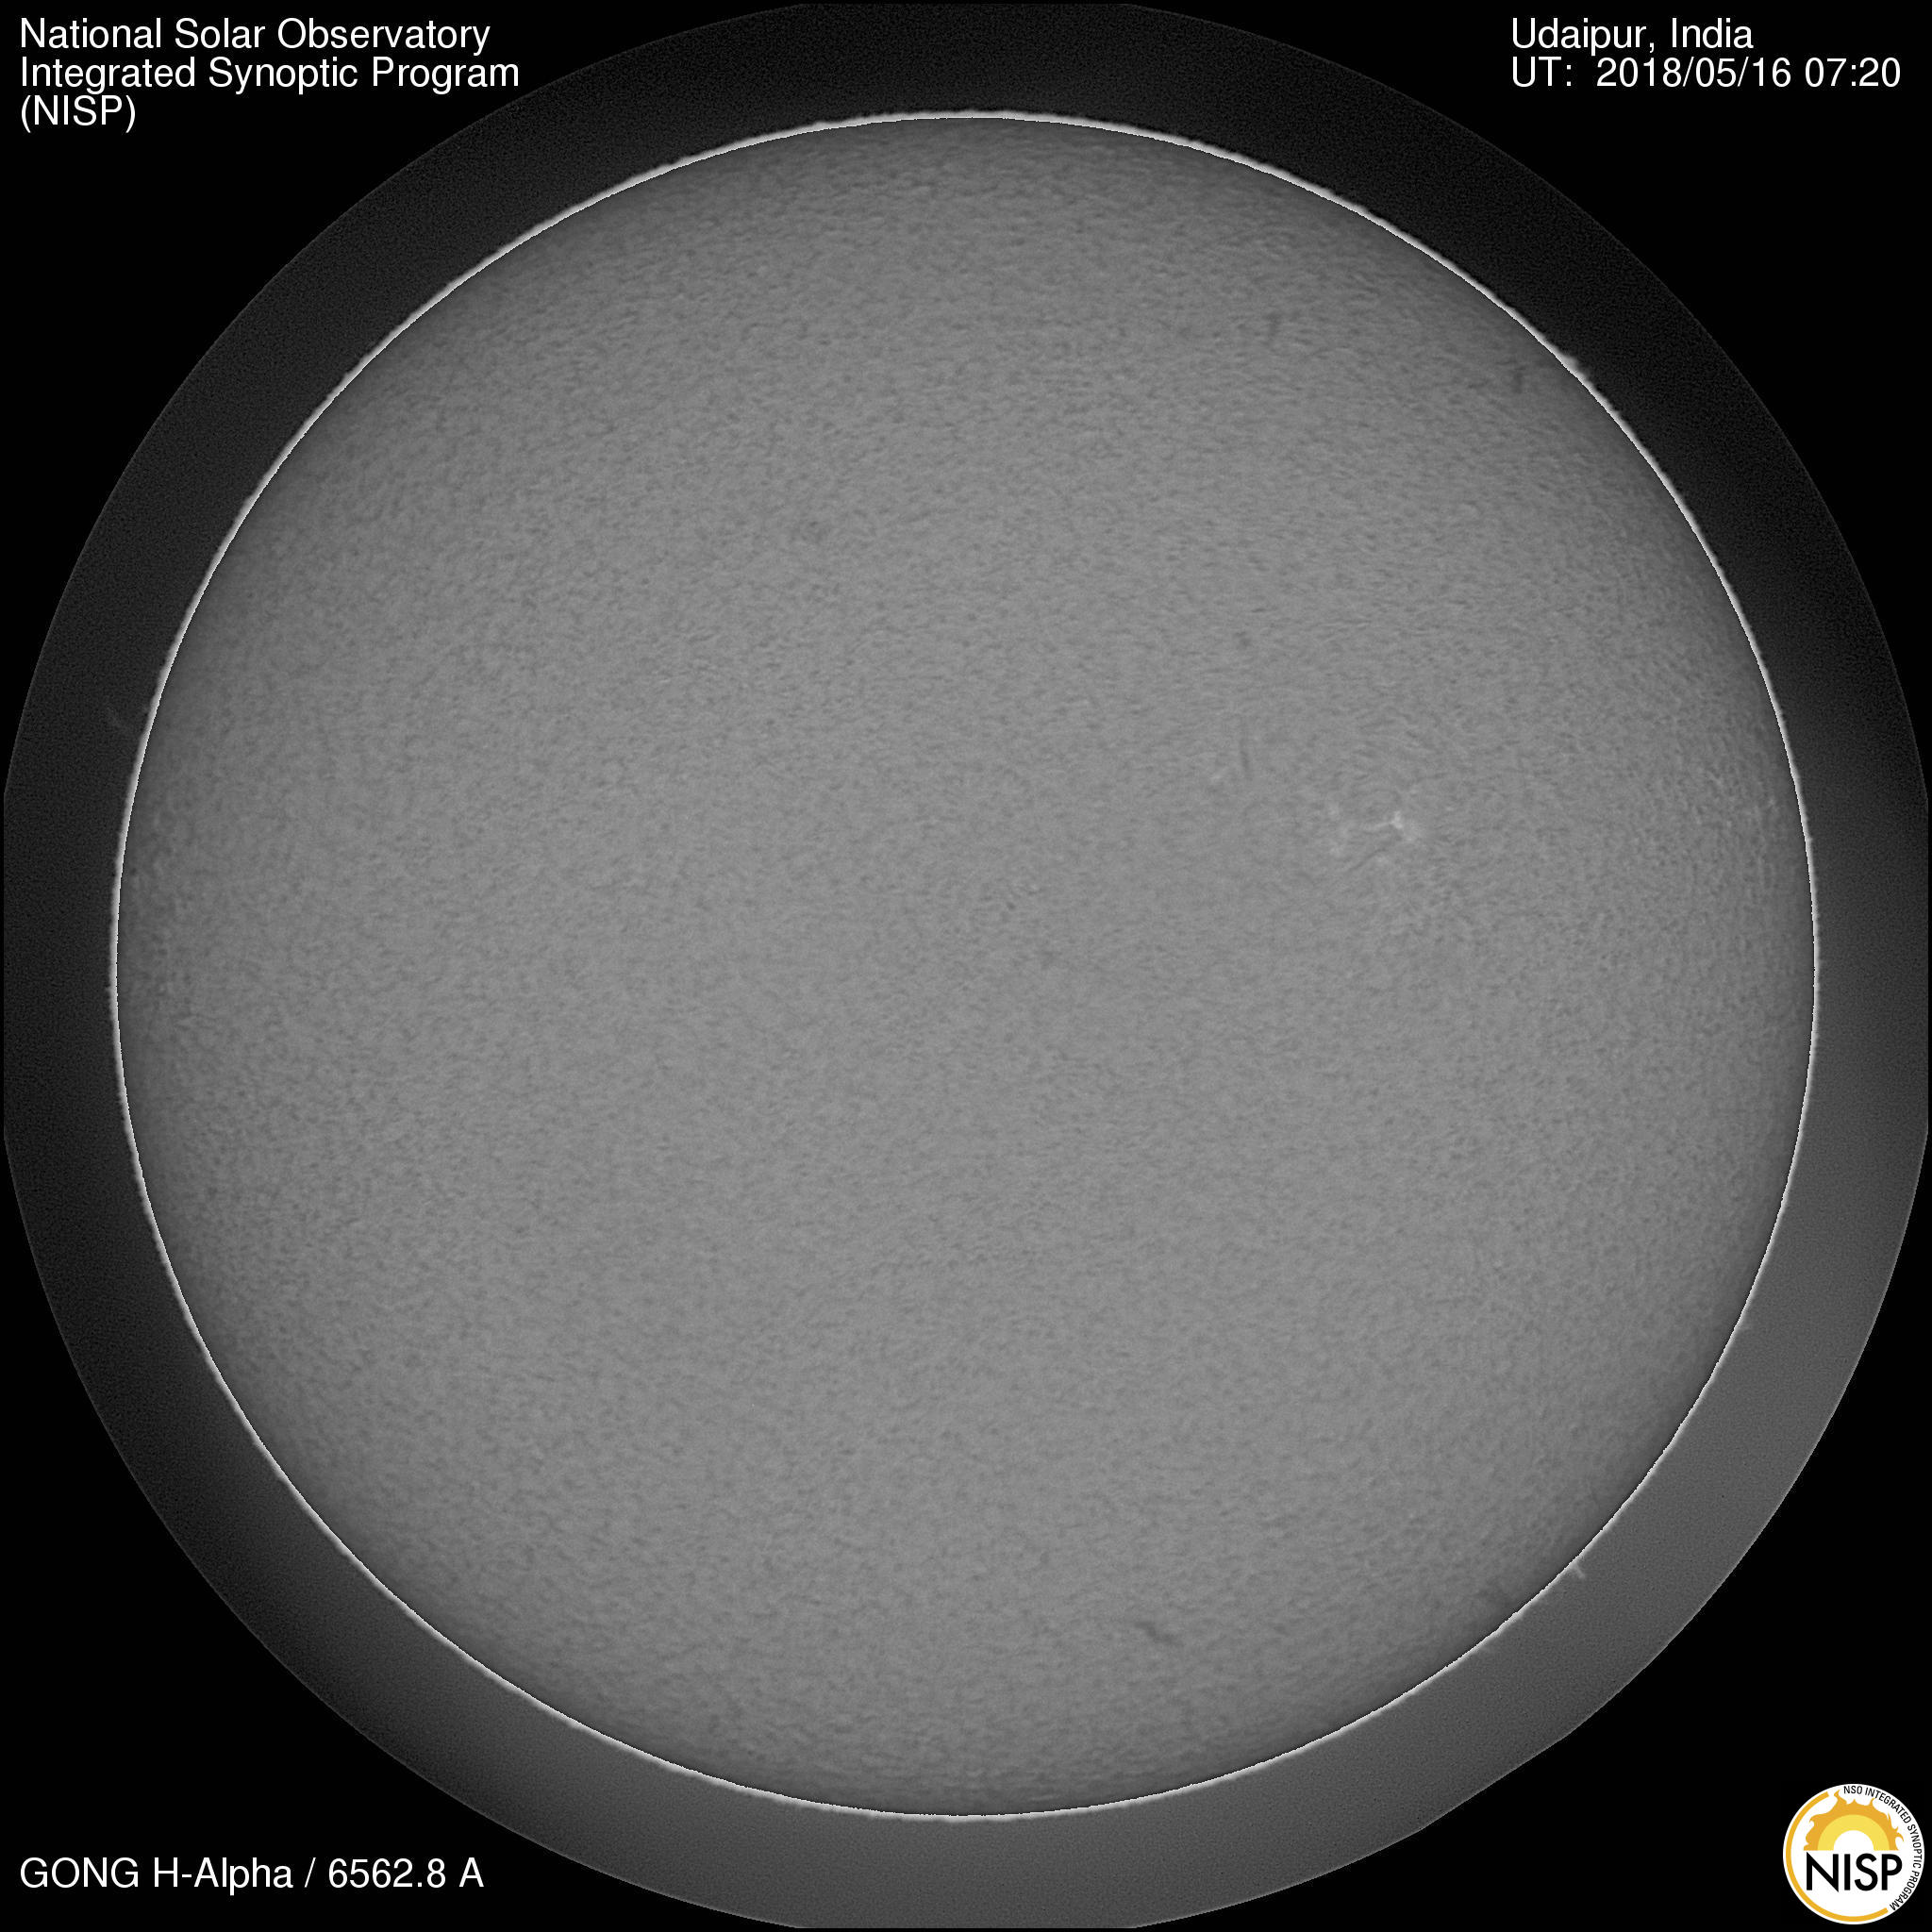 National Solar Observatory
Integrated Synoptic Program
(NISP)
Udaipur, India
UT: 2018/05/16 07:20
GONG H-Alpha / 6562.8 A
NSO INTEGRATED SYNOPTIC PROGRAM
NISP